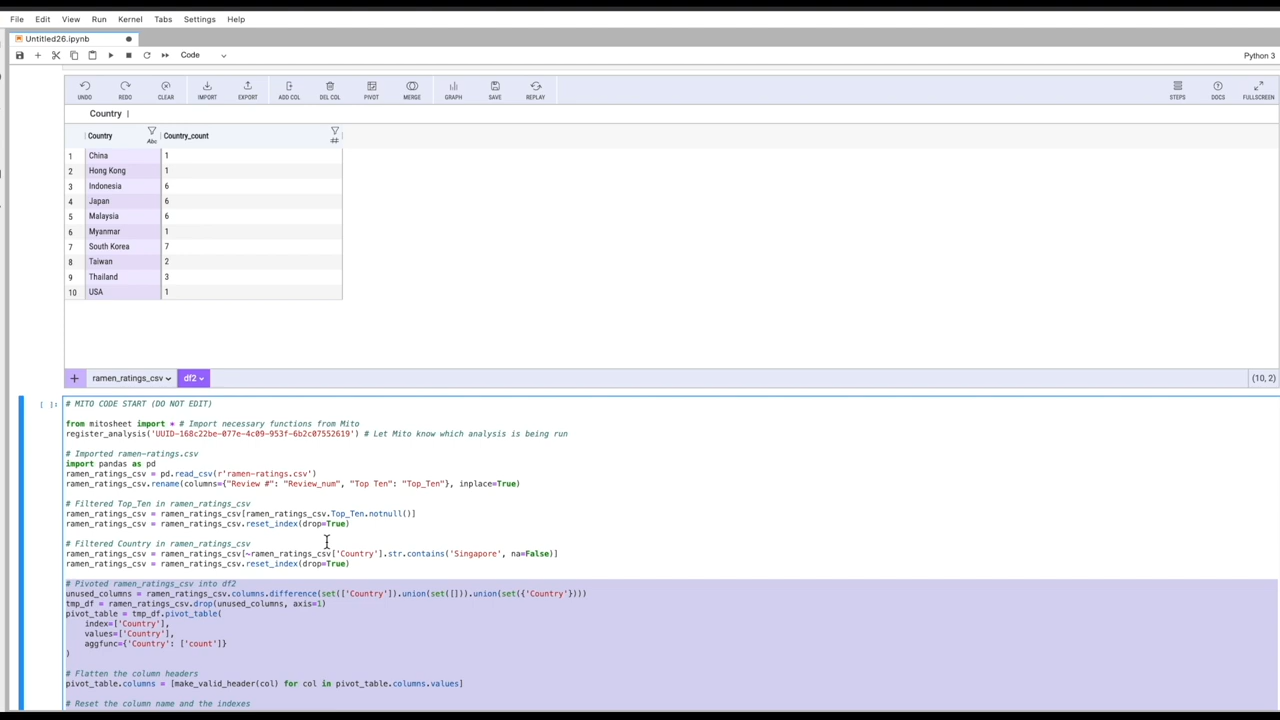 File Edit View Run Kernel Tabs Settings Help
Untitled26.ipynb
Code
Python 3
UNDO REDO CLEAR IMPORT EXPORT ADD COL DEL COL PIVOT MERGE GRAPH SAVE REPLAY STEPS DOCS FULLSCREEN
Country
Country Abc Country_count #
1 China 1
2 Hong Kong 1
3 Indonesia 6
4 Japan 6
5 Malaysia 6
6 Myanmar 1
7 South Korea 7
8 Taiwan 2
9 Thailand 3
10 USA 1
+ ramen_ratings_csv df2 (10, 2)
[ ]: # MITO CODE START (DO NOT EDIT)
from mitosheet import * # Import necessary functions from Mito
register_analysis('UUID-168c22be-077e-4c09-953f-6b2c07552619') # Let Mito know which analysis is being run
# Imported ramen-ratings.csv
import pandas as pd
ramen_ratings_csv = pd.read_csv(r'ramen-ratings.csv')
ramen_ratings_csv.rename(columns={"Review #": "Review_num", "Top Ten": "Top_Ten"}, inplace=True)
# Filtered Top_Ten in ramen_ratings_csv
ramen_ratings_csv = ramen_ratings_csv[ramen_ratings_csv.Top_Ten.notnull()]
ramen_ratings_csv = ramen_ratings_csv.reset_index(drop=True)
# Filtered Country in ramen_ratings_csv
ramen_ratings_csv = ramen_ratings_csv[~ramen_ratings_csv['Country'].str.contains('Singapore', na=False)]
ramen_ratings_csv = ramen_ratings_csv.reset_index(drop=True)
# Pivoted ramen_ratings_csv into df2
unused_columns = ramen_ratings_csv.columns.difference(set(['Country']).union(set([])).union(set({'Country'})))
tmp_df = ramen_ratings_csv.drop(unused_columns, axis=1)
pivot_table = tmp_df.pivot_table(
index=['Country'],
values=['Country'],
aggfunc={'Country': ['count']}
)
# Flatten the column headers
pivot_table.columns = [make_valid_header(col) for col in pivot_table.columns.values]
# Reset the column name and the indexes